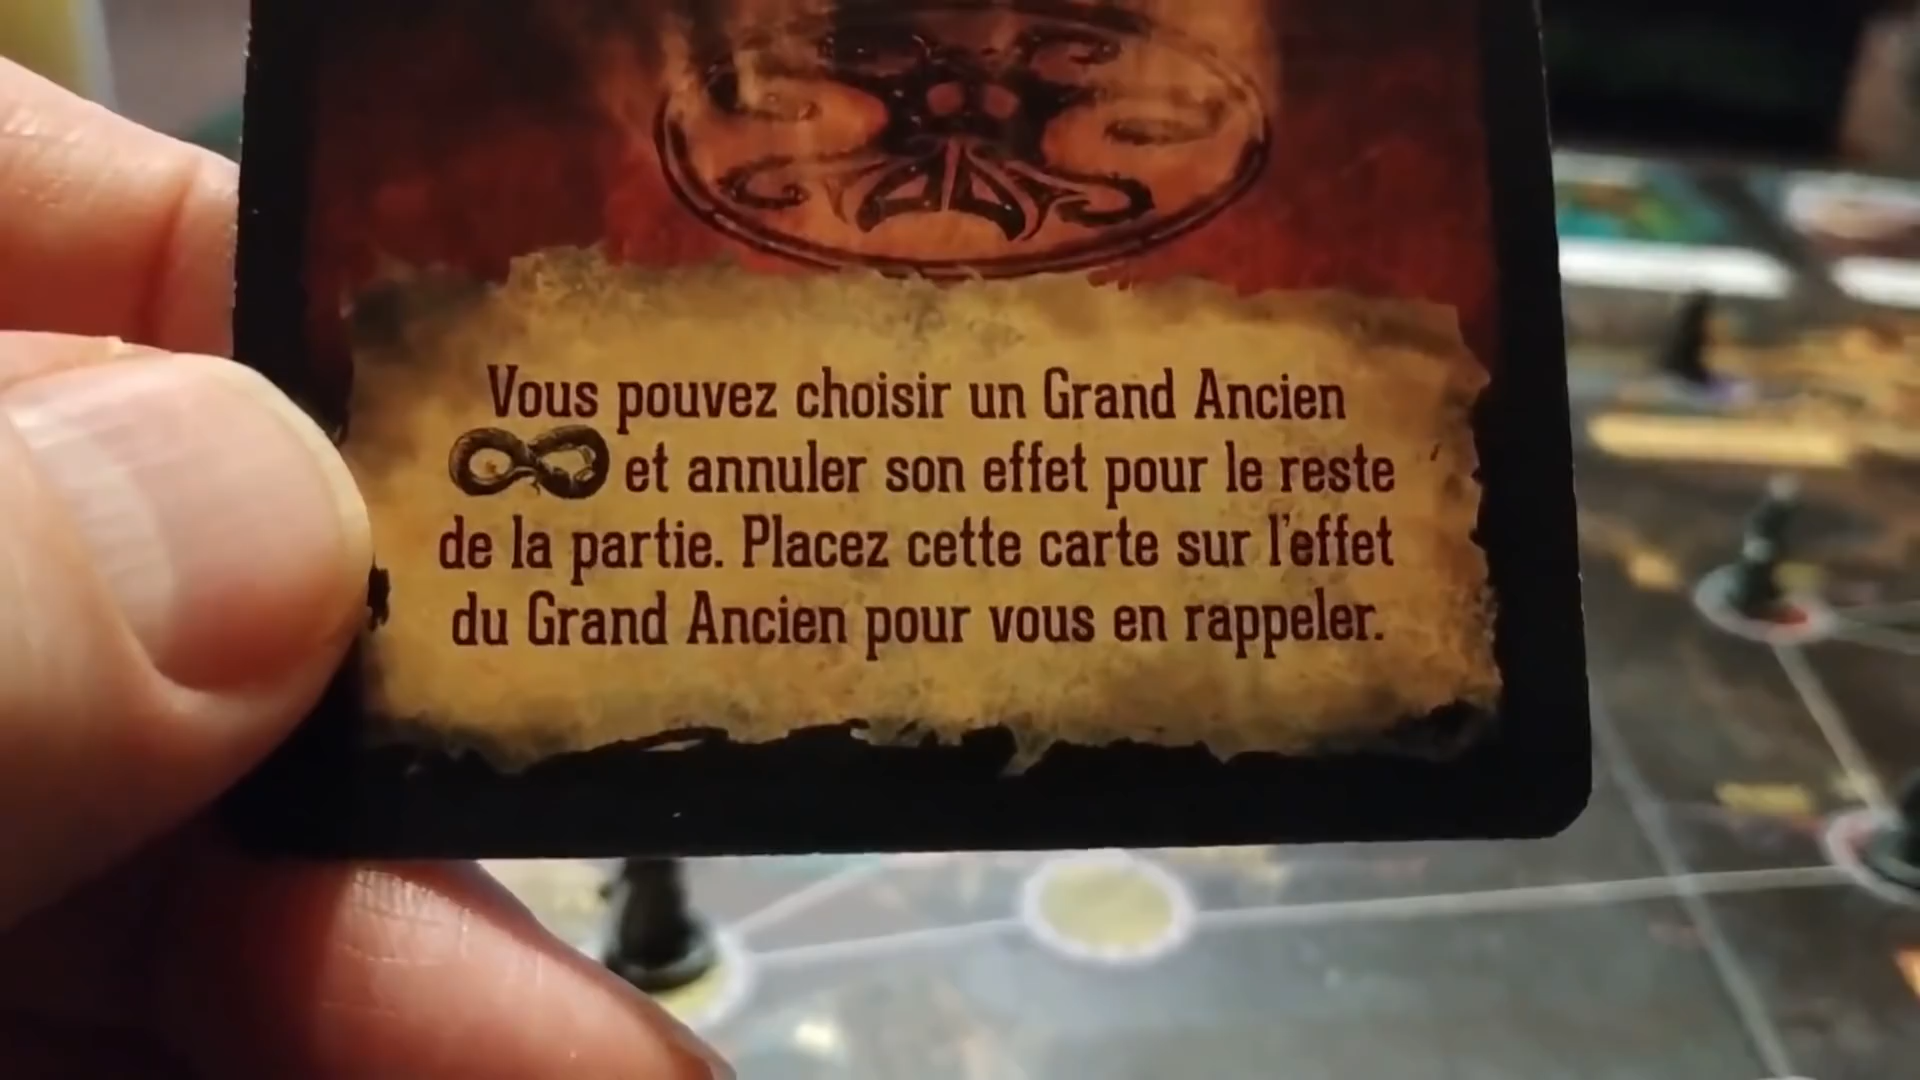 Vous pouvez choisir un Grand Ancien
et annuler son effet pour le reste
de la partie. Placez cette carte sur l'effet
du Grand Ancien pour vous en rappeler.